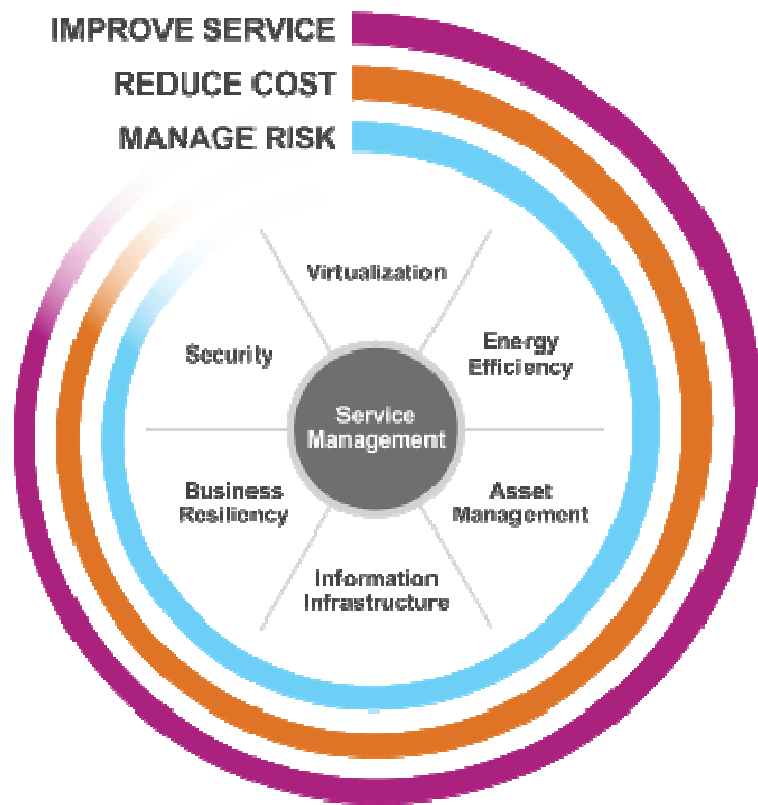 IMPROVE SERVICE
REDUCE COST
MANAGE RISK
Virtualization
Energy
Efficiency
Security
Service
Management
Business
Resiliency
Asset
Management
Information
Infrastructure